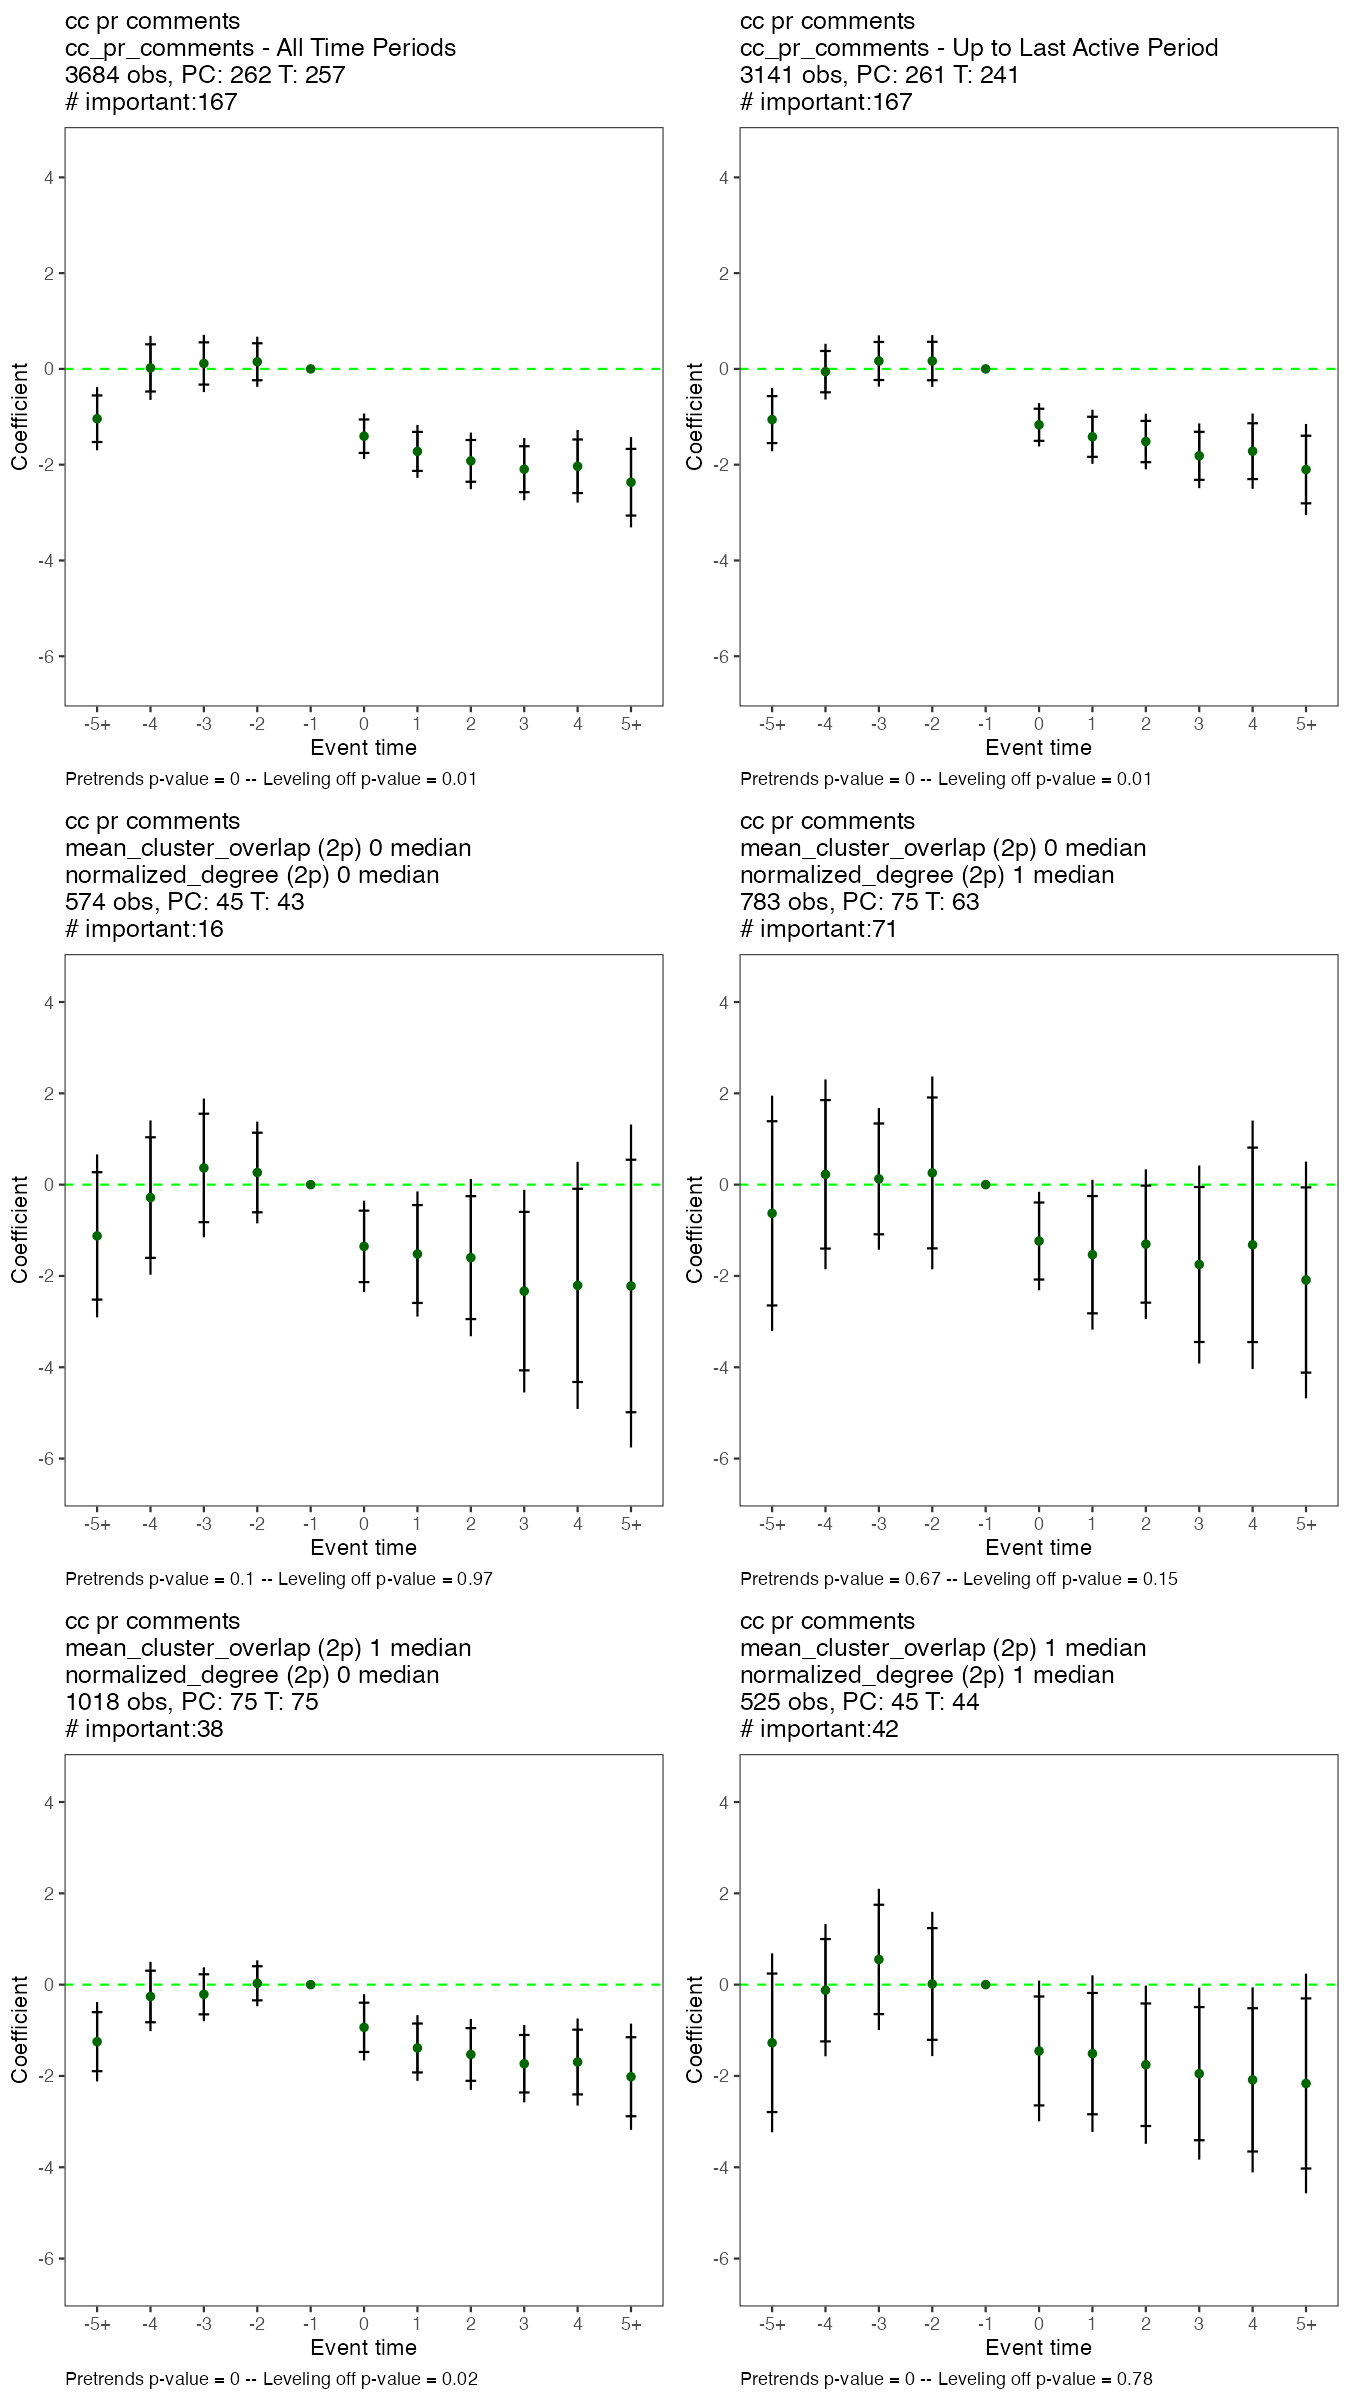 cc pr comments
cc_pr_comments - All Time Periods
3684 obs, PC: 262 T: 257
# important:167
4
2
0
-2
-4
-6
Coefficient
-5+ -4 -3 -2 -1 0 1 2 3 4 5+
Event time
Pretrends p-value = 0 -- Leveling off p-value = 0.01
cc pr comments
cc_pr_comments - Up to Last Active Period
3141 obs, PC: 261 T: 241
# important:167
4
2
0
-2
-4
-6
Coefficient
-5+ -4 -3 -2 -1 0 1 2 3 4 5+
Event time
Pretrends p-value = 0 -- Leveling off p-value = 0.01
cc pr comments
mean_cluster_overlap (2p) 0 median
normalized_degree (2p) 0 median
574 obs, PC: 45 T: 43
# important:16
4
2
0
-2
-4
-6
Coefficient
-5+ -4 -3 -2 -1 0 1 2 3 4 5+
Event time
Pretrends p-value = 0.1 -- Leveling off p-value = 0.97
cc pr comments
mean_cluster_overlap (2p) 0 median
normalized_degree (2p) 1 median
783 obs, PC: 75 T: 63
# important:71
4
2
0
-2
-4
-6
Coefficient
-5+ -4 -3 -2 -1 0 1 2 3 4 5+
Event time
Pretrends p-value = 0.67 -- Leveling off p-value = 0.15
cc pr comments
mean_cluster_overlap (2p) 1 median
normalized_degree (2p) 0 median
1018 obs, PC: 75 T: 75
# important:38
4
2
0
-2
-4
-6
Coefficient
-5+ -4 -3 -2 -1 0 1 2 3 4 5+
Event time
Pretrends p-value = 0 -- Leveling off p-value = 0.02
cc pr comments
mean_cluster_overlap (2p) 1 median
normalized_degree (2p) 1 median
525 obs, PC: 45 T: 44
# important:42
4
2
0
-2
-4
-6
Coefficient
-5+ -4 -3 -2 -1 0 1 2 3 4 5+
Event time
Pretrends p-value = 0 -- Leveling off p-value = 0.78